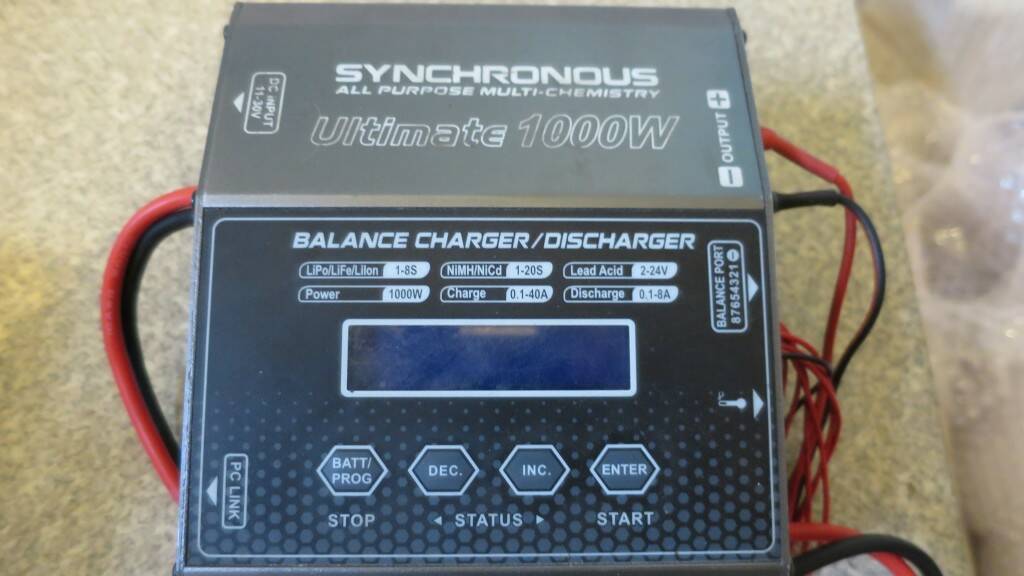 SYNCHRONOUS
ALL PURPOSE MULTI-CHEMISTRY
Ultimate 1000W
DC INPUT
11-30V
- OUTPUT +
BALANCE CHARGER/DISCHARGER
LiPo/LiFe/LiIon 1-8S
NiMH/NiCd 1-20S
Lead Acid 2-24V
Power 1000W
Charge 0.1-40A
Discharge 0.1-8A
BALANCE PORT
87654321-
°C
BATT/
PROG
DEC.
INC.
ENTER
STOP
◄ STATUS ►
START
PC LINK